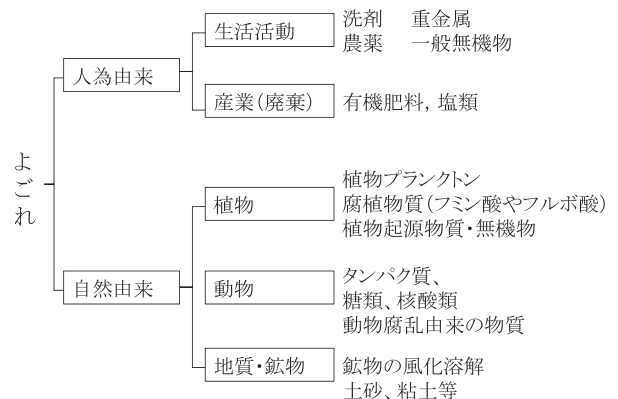 よごれ
人為由来
生活活動
洗剤 重金属
農薬 一般無機物
産業(廃棄)
有機肥料, 塩類
自然由来
植物
植物プランクトン
腐植物質(フミン酸やフルボ酸)
植物起源物質・無機物
動物
タンパク質、
糖類、核酸類
動物腐乱由来の物質
地質・鉱物
鉱物の風化溶解
土砂、粘土等